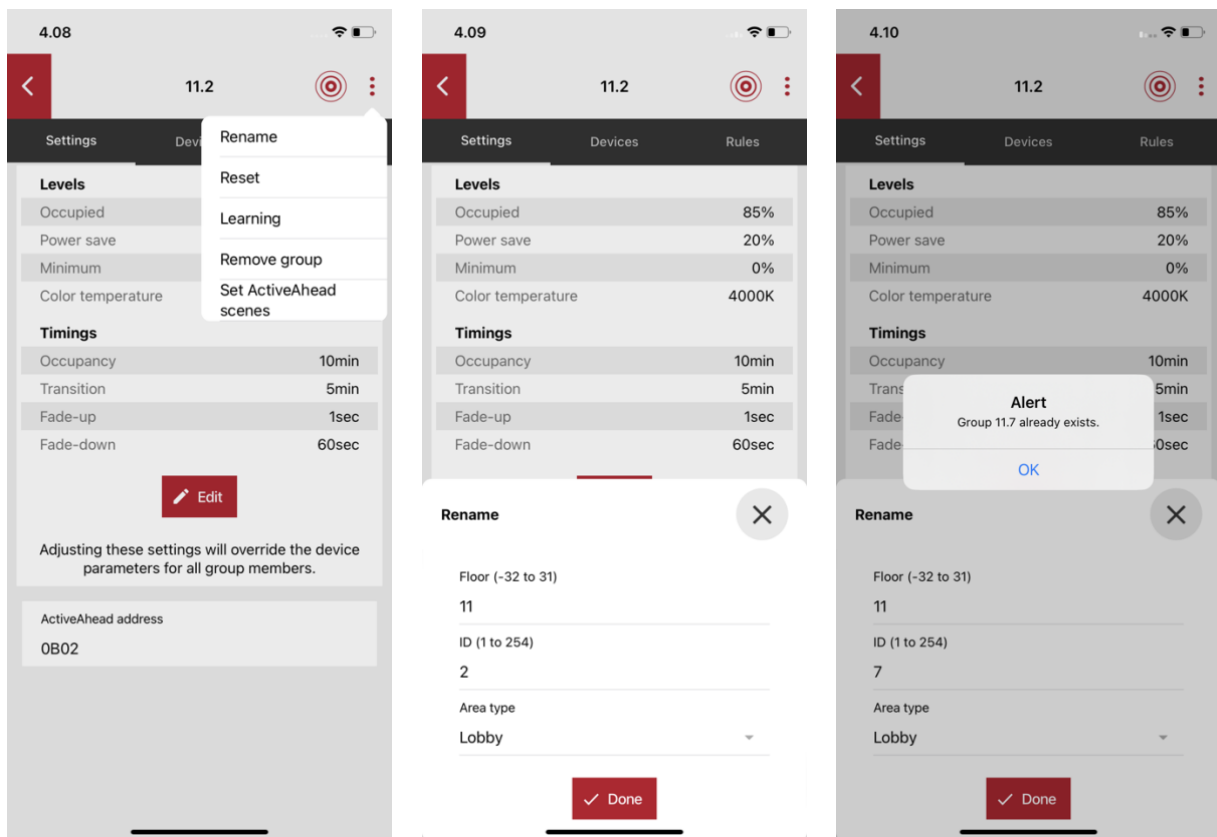 4.08
11.2
Settings
Devi
Rename
Reset
Learning
Remove group
Set ActiveAhead
scenes
Levels
Occupied
Power save
Minimum
Color temperature
Timings
Occupancy 10min
Transition 5min
Fade-up 1sec
Fade-down 60sec
Edit
Adjusting these settings will override the device
parameters for all group members.
ActiveAhead address
0B02
4.09
11.2
Settings Devices Rules
Levels
Occupied 85%
Power save 20%
Minimum 0%
Color temperature 4000K
Timings
Occupancy 10min
Transition 5min
Fade-up 1sec
Fade-down 60sec
Rename
Floor (-32 to 31)
11
ID (1 to 254)
2
Area type
Lobby
Done
4.10
11.2
Settings Devices Rules
Levels
Occupied 85%
Power save 20%
Minimum 0%
Color temperature 4000K
Timings
Occupancy 10min
Trans 5min
Fade- 1sec
Fade 0sec
Alert
Group 11.7 already exists.
OK
Rename
Floor (-32 to 31)
11
ID (1 to 254)
7
Area type
Lobby
Done